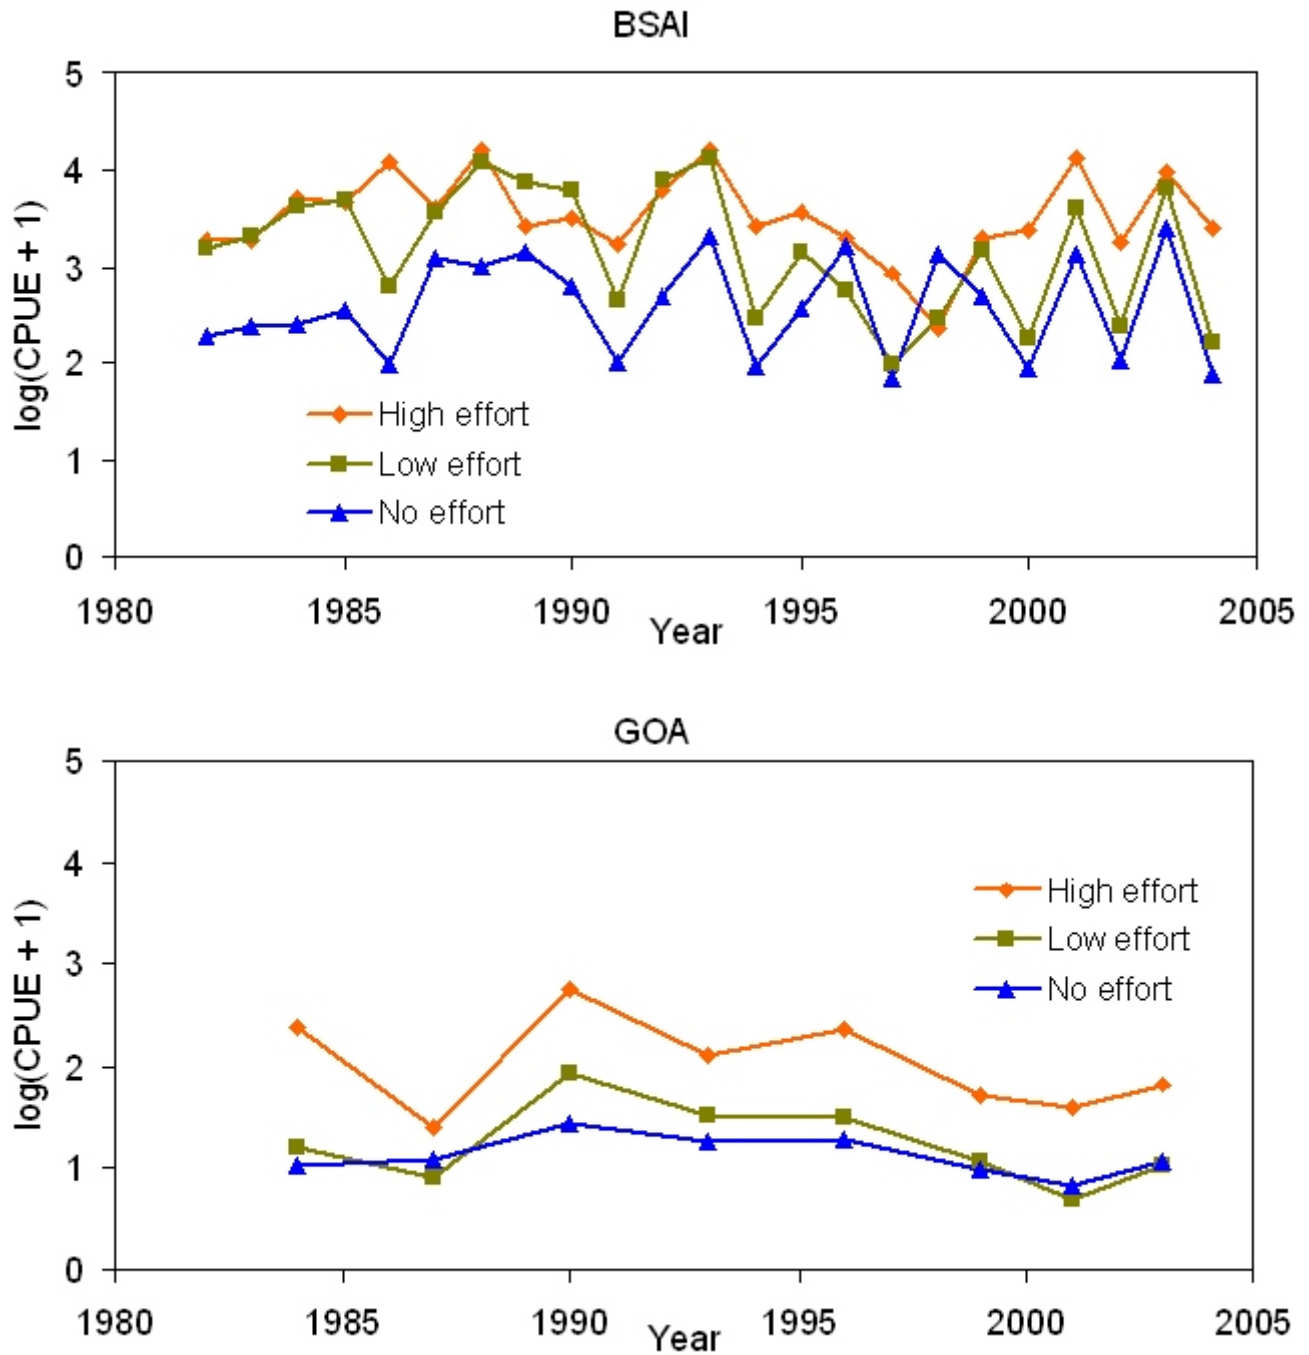 BSAI
log(CPUE + 1)
5
4
3
2
1
0
High effort
Low effort
No effort
1980 1985 1990 1995 2000 2005
Year
GOA
log(CPUE + 1)
5
4
3
2
1
0
High effort
Low effort
No effort
1980 1985 1990 1995 2000 2005
Year